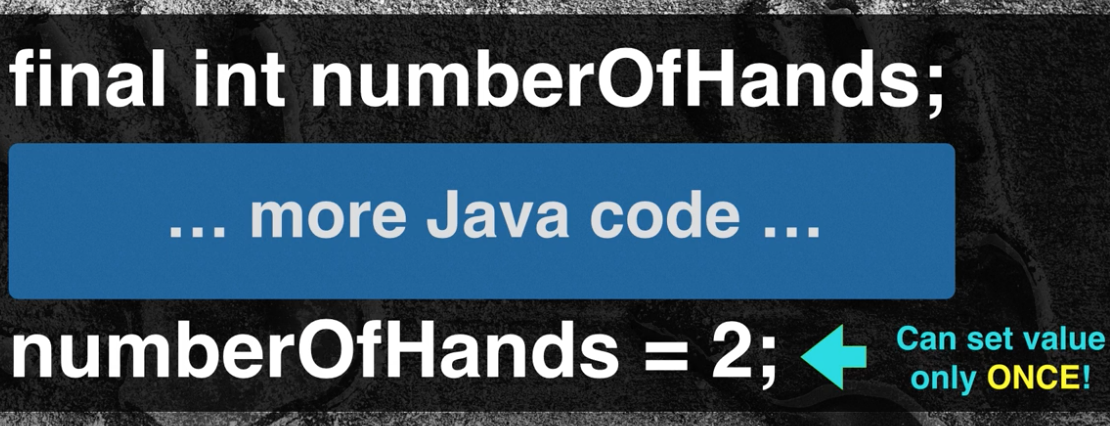 final int numberOfHands;
... more Java code ...
numberOfHands = 2;
Can set value
only ONCE!